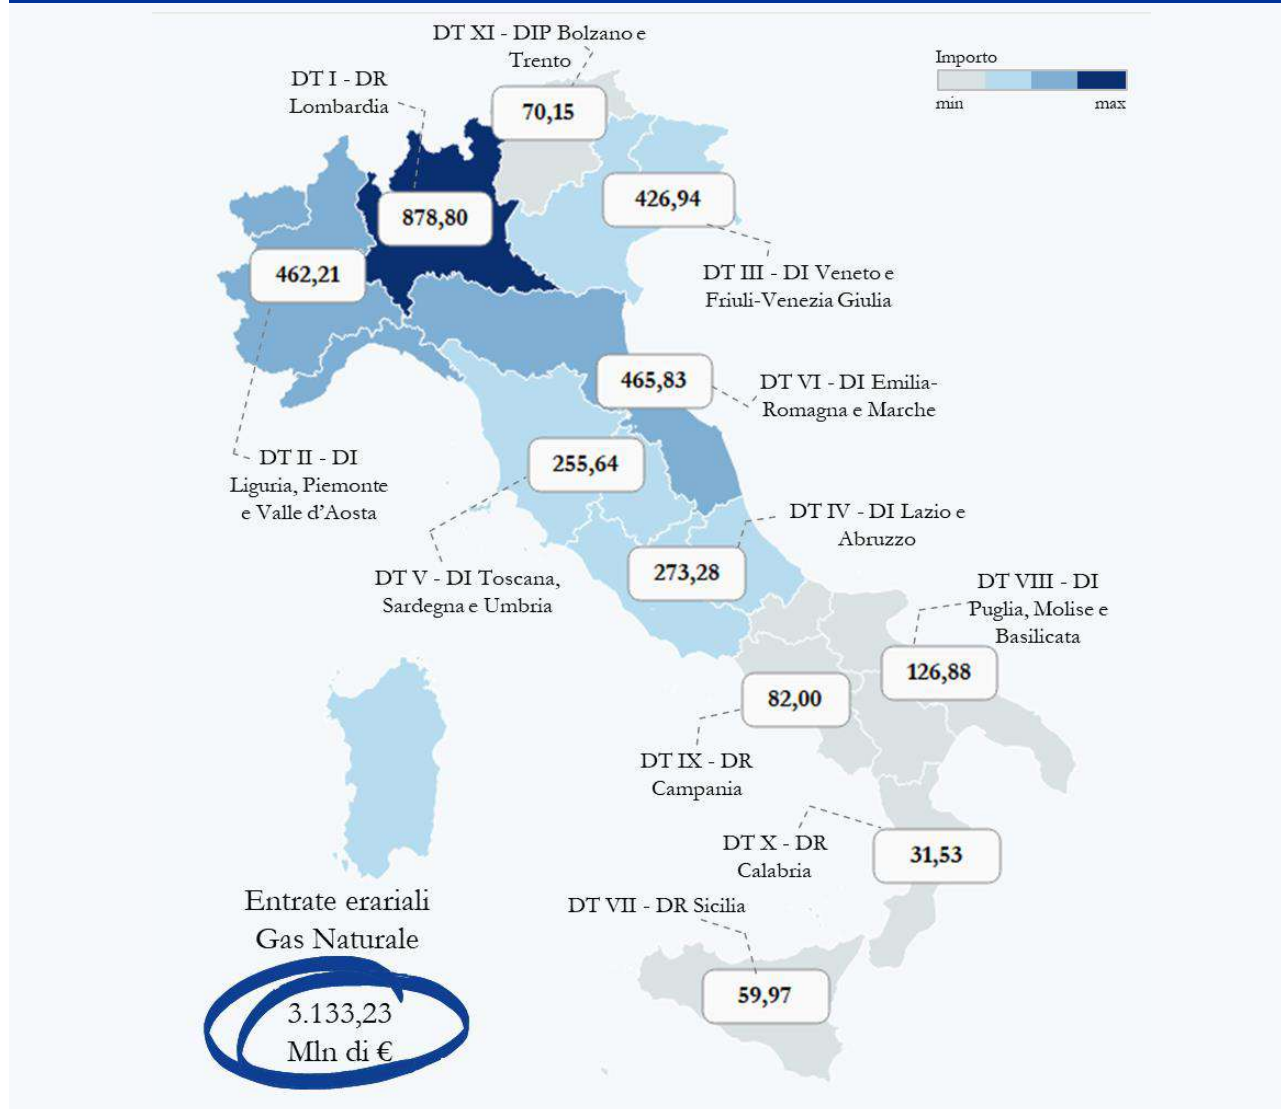 DT XI - DIP Bolzano e
Trento
70,15
Importo
min
max
DT I - DR
Lombardia
878,80
426,94
DT III - DI Veneto e
Friuli-Venezia Giulia
462,21
DT II - DI
Liguria, Piemonte
e Valle d’Aosta
465,83
DT VI - DI Emilia-
Romagna e Marche
255,64
DT V - DI Toscana,
Sardegna e Umbria
DT IV - DI Lazio e
Abruzzo
273,28
DT VIII - DI
Puglia, Molise e
Basilicata
126,88
82,00
DT IX - DR
Campania
DT X - DR
Calabria
31,53
DT VII - DR Sicilia
59,97
Entrate erariali
Gas Naturale
3.133,23
Mln di €